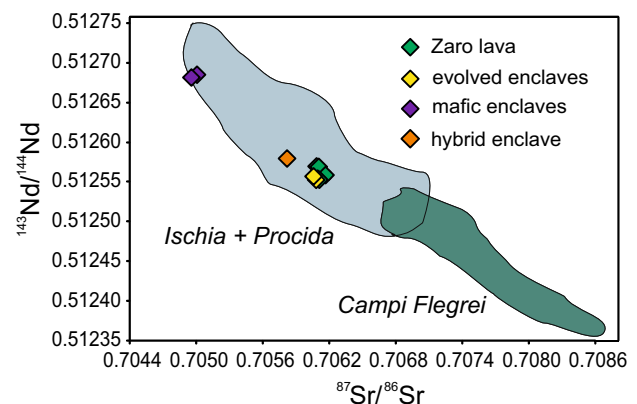 0.51275
0.51270
0.51265
0.51260
0.51255
0.51250
0.51245
0.51240
0.51235
¹⁴³Nd/¹⁴⁴Nd
Zaro lava
evolved enclaves
mafic enclaves
hybrid enclave
Ischia + Procida
Campi Flegrei
0.7044 0.7050 0.7056 0.7062 0.7068 0.7074 0.7080 0.7086
⁸⁷Sr/⁸⁶Sr